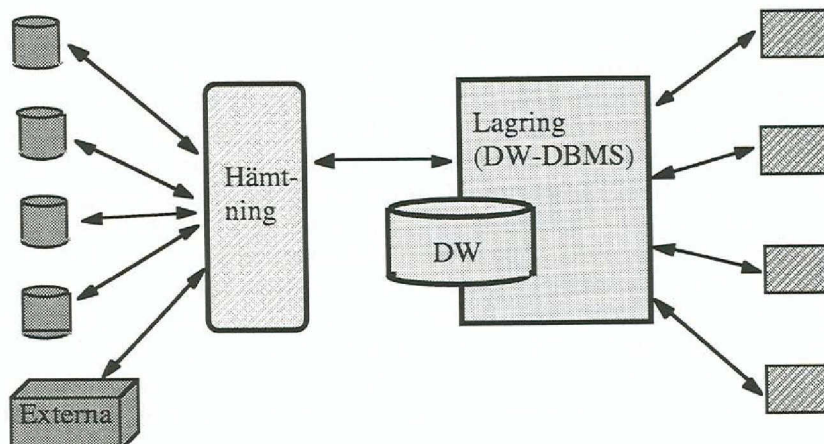 Hämt-
ning
Lagring
(DW-DBMS)
DW
Externa